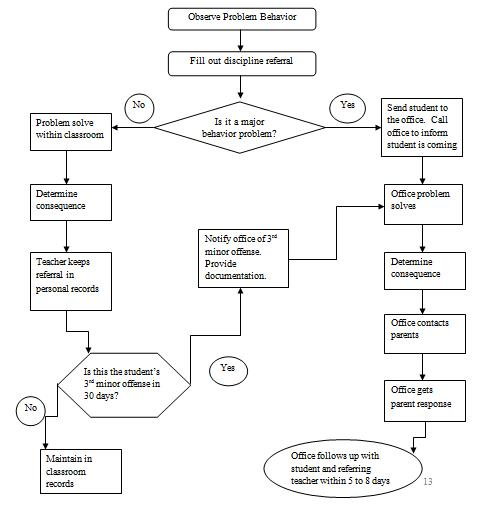 Observe Problem Behavior
Fill out discipline referral
No
Yes
Is it a major
behavior problem?
Problem solve
within classroom
Send student to
the office. Call
office to inform
student is coming
Determine
consequence
Office problem
solves
Teacher keeps
referral in
personal records
Notify office of 3rd
minor offense.
Provide
documentation.
Determine
consequence
Office contacts
parents
Is this the student's
3rd minor offense in
30 days?
Yes
No
Office gets
parent response
Maintain in
classroom
records
Office follows up with
student and referring
teacher within 5 to 8 days
13